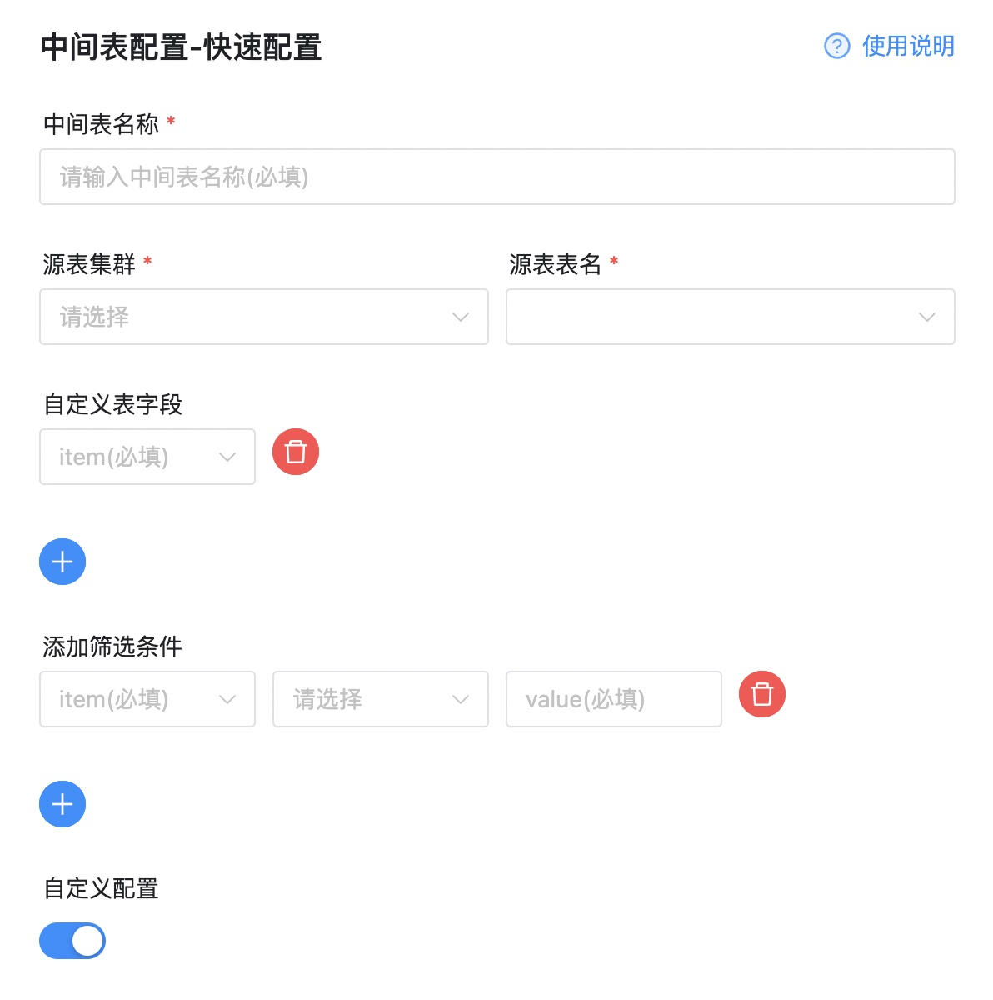 中间表配置-快速配置
? 使用说明
中间表名称 *
请输入中间表名称(必填)
源表集群 * 源表表名 *
请选择
自定义表字段
item(必填)
添加筛选条件
item(必填) 请选择 value(必填)
自定义配置